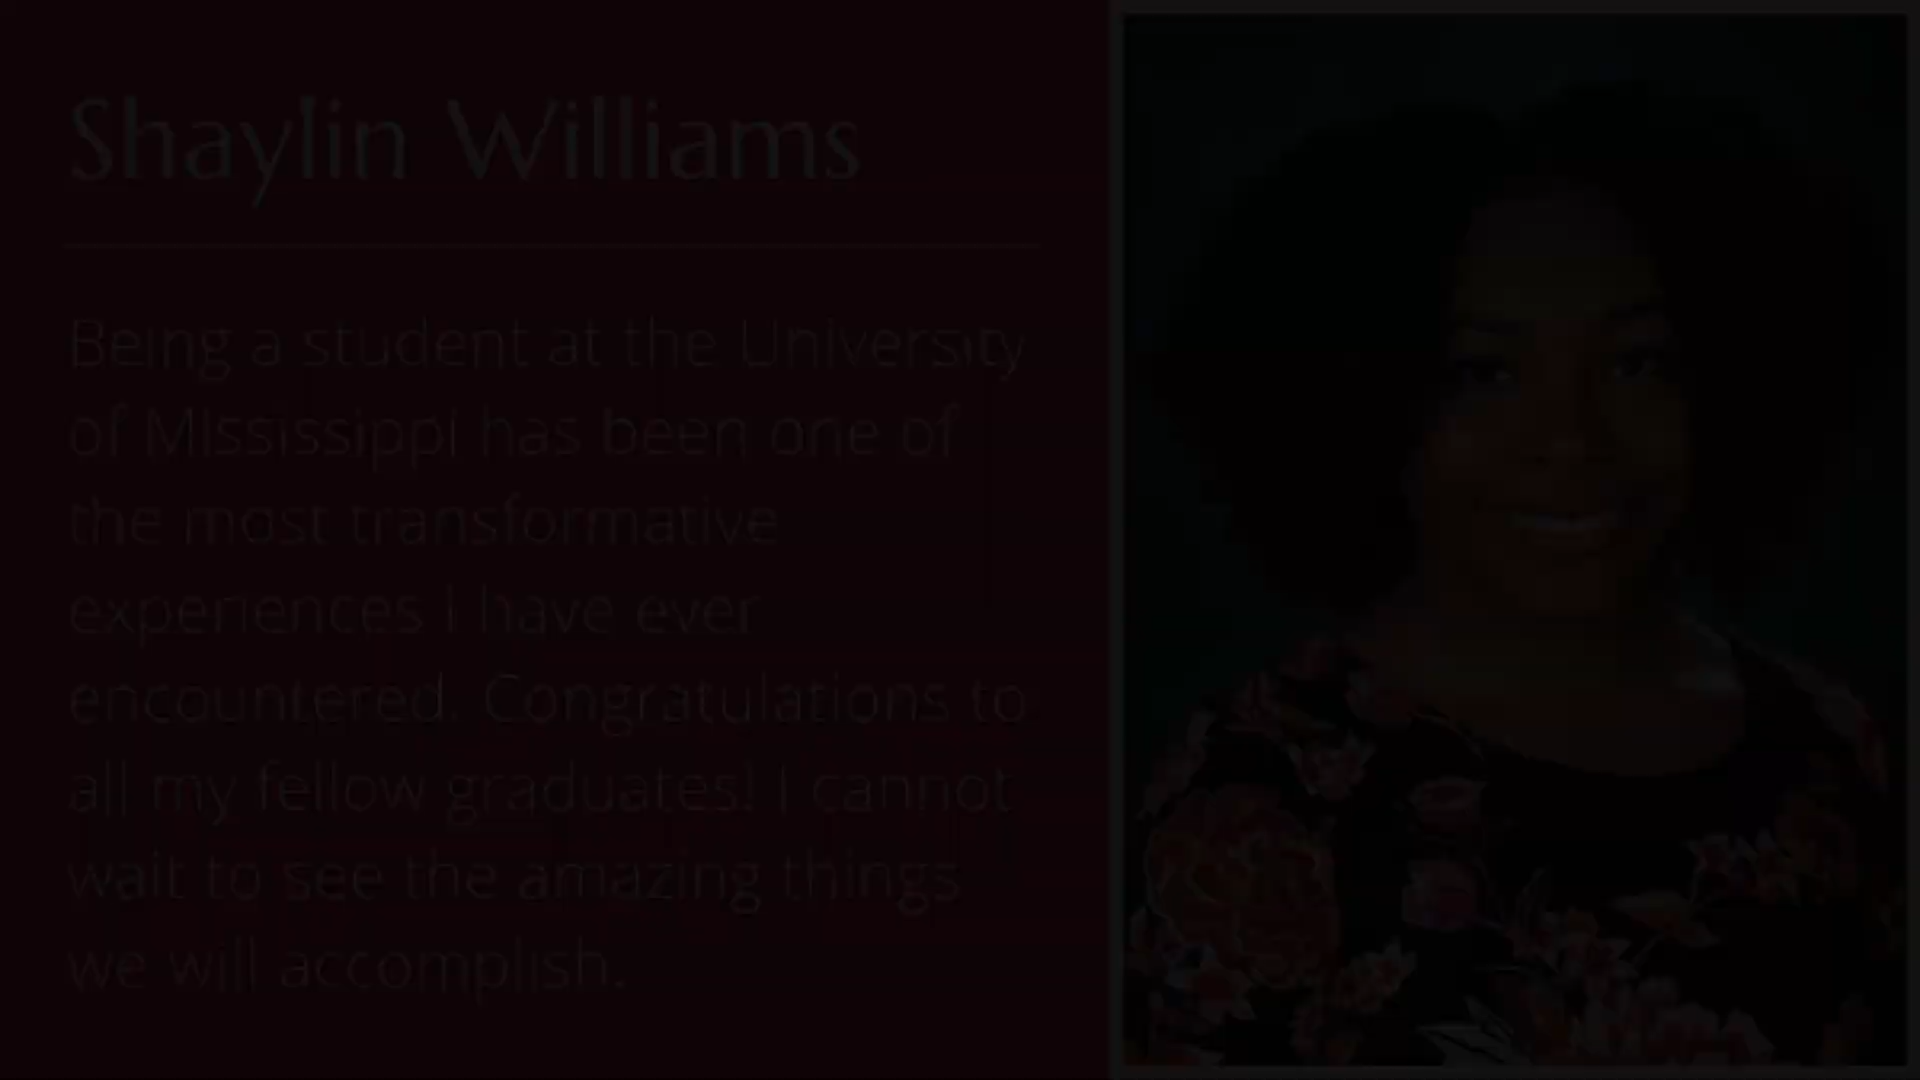 Shaylin Williams
Being a student at the University
of Mississippi has been one of
the most transformative
experiences I have ever
encountered. Congratulations to
all my fellow graduates! I cannot
wait to see the amazing things
we will accomplish.